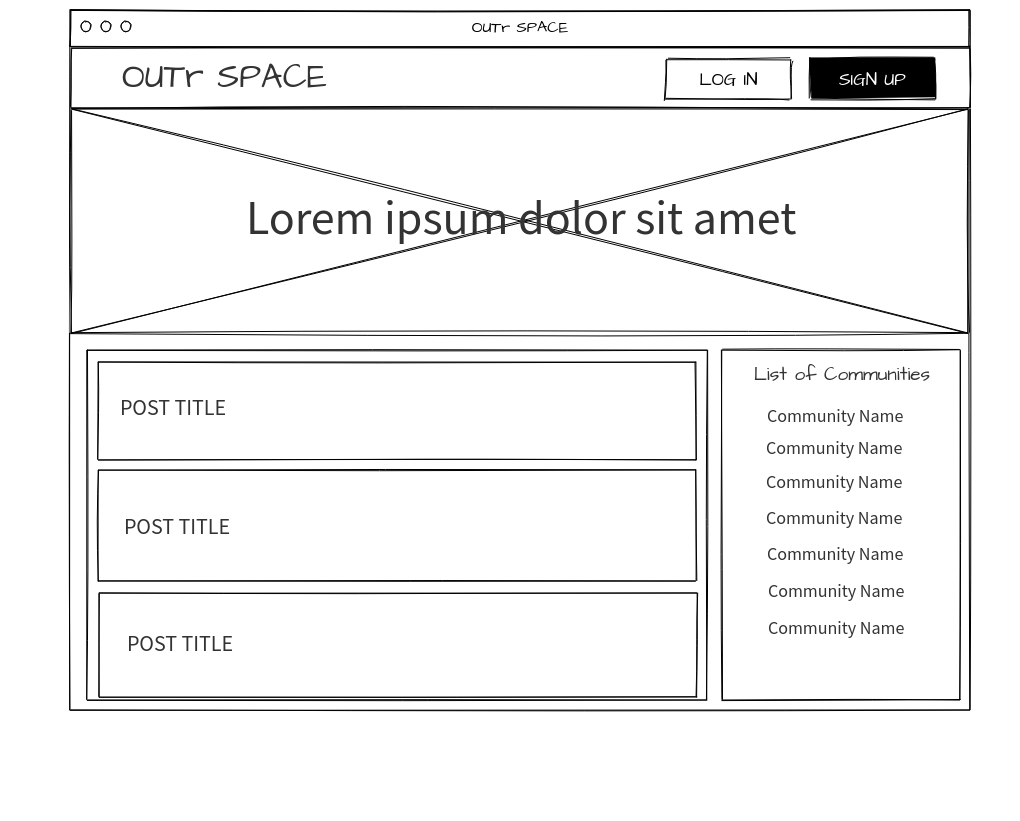 OUTr SPACE
OUTr SPACE
LOG IN
SIGN UP
Lorem ipsum dolor sit amet
POST TITLE
POST TITLE
POST TITLE
List of Communities
Community Name
Community Name
Community Name
Community Name
Community Name
Community Name
Community Name